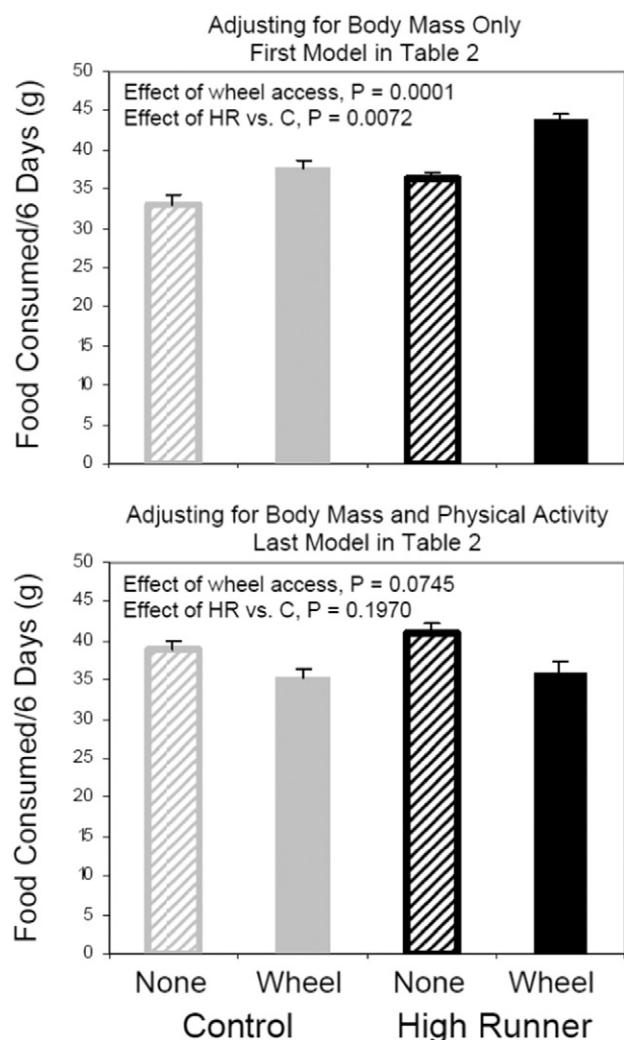 Adjusting for Body Mass Only
First Model in Table 2
Food Consumed/6 Days (g)
50
45
40
35
30
25
20
15
10
5
0
Effect of wheel access, P = 0.0001
Effect of HR vs. C, P = 0.0072
Adjusting for Body Mass and Physical Activity
Last Model in Table 2
Food Consumed/6 Days (g)
50
45
40
35
30
25
20
15
10
5
0
Effect of wheel access, P = 0.0745
Effect of HR vs. C, P = 0.1970
None Wheel None Wheel
Control High Runner